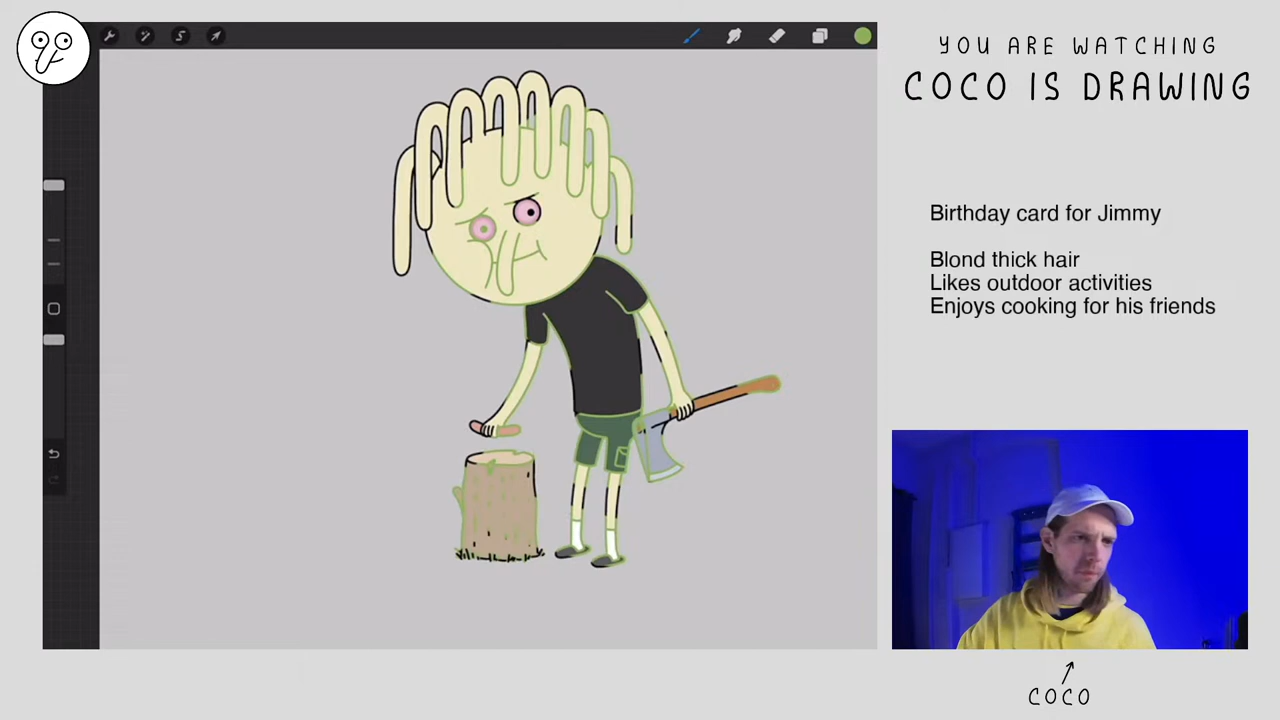 YOU ARE WATCHING
COCO IS DRAWING
Birthday card for Jimmy
Blond thick hair
Likes outdoor activities
Enjoys cooking for his friends
COCO